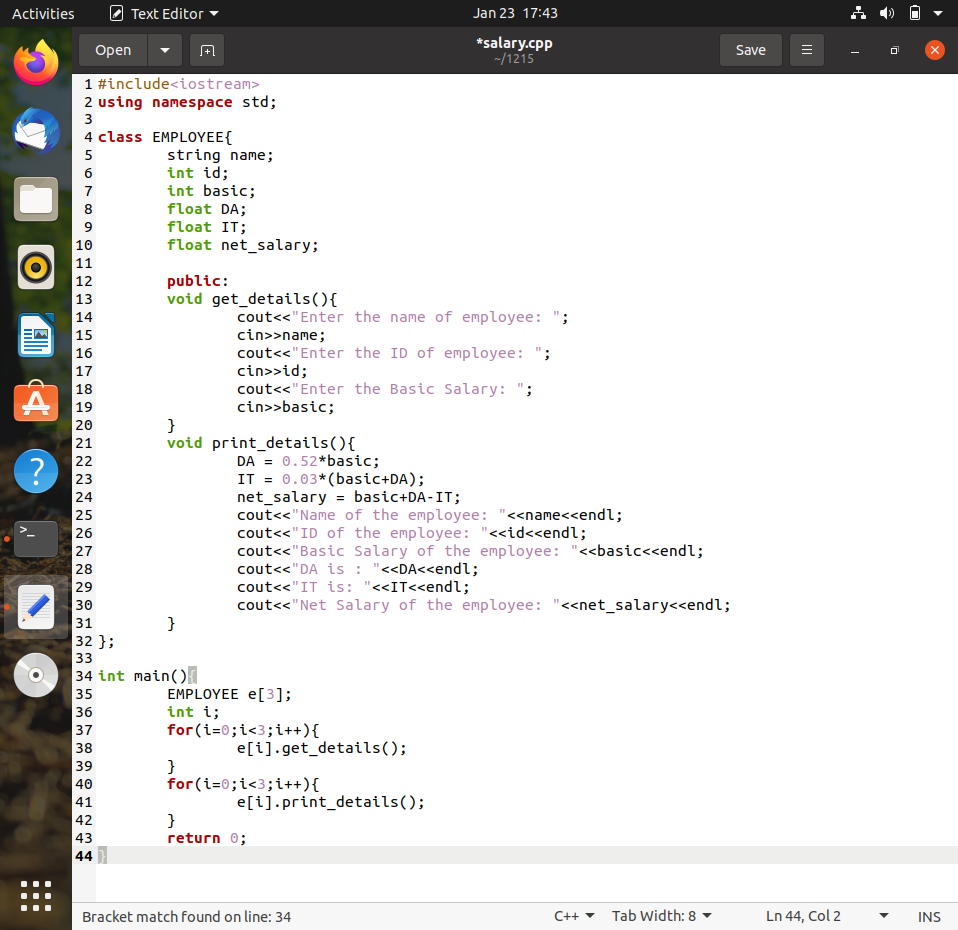 Activities Text Editor Jan 23 17:43
Open *salary.cpp Save
~/1215
1 #include<iostream>
2 using namespace std;
3
4 class EMPLOYEE{
5 string name;
6 int id;
7 int basic;
8 float DA;
9 float IT;
10 float net_salary;
11
12 public:
13 void get_details(){
14 cout<<"Enter the name of employee: ";
15 cin>>name;
16 cout<<"Enter the ID of employee: ";
17 cin>>id;
18 cout<<"Enter the Basic Salary: ";
19 cin>>basic;
20 }
21 void print_details(){
22 DA = 0.52*basic;
23 IT = 0.03*(basic+DA);
24 net_salary = basic+DA-IT;
25 cout<<"Name of the employee: "<<name<<endl;
26 cout<<"ID of the employee: "<<id<<endl;
27 cout<<"Basic Salary of the employee: "<<basic<<endl;
28 cout<<"DA is : "<<DA<<endl;
29 cout<<"IT is: "<<IT<<endl;
30 cout<<"Net Salary of the employee: "<<net_salary<<endl;
31 }
32 };
33
34 int main(){
35 EMPLOYEE e[3];
36 int i;
37 for(i=0;i<3;i++){
38 e[i].get_details();
39 }
40 for(i=0;i<3;i++){
41 e[i].print_details();
42 }
43 return 0;
44 }
Bracket match found on line: 34 C++ Tab Width: 8 Ln 44, Col 2 INS